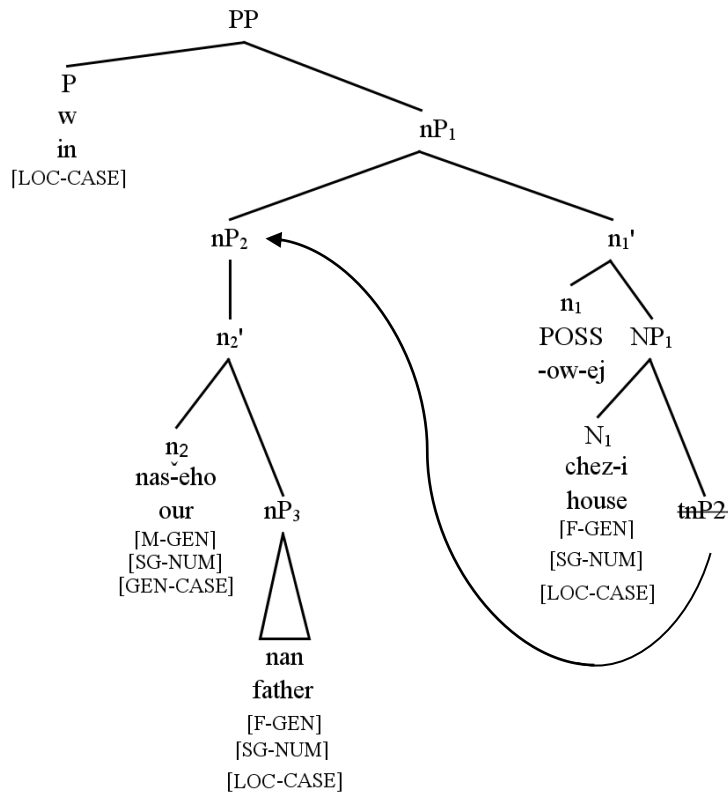 PP
P
w
in
[LOC-CASE]
nP₁
nP₂
n₁'
n₂'
n₁
POSS
-ow-ej
NP₁
n₂
naš-eho
our
[M-GEN]
[SG-NUM]
[GEN-CASE]
nP₃
N₁
chez-i
house
[F-GEN]
[SG-NUM]
[LOC-CASE]
tnP2
nan
father
[F-GEN]
[SG-NUM]
[LOC-CASE]